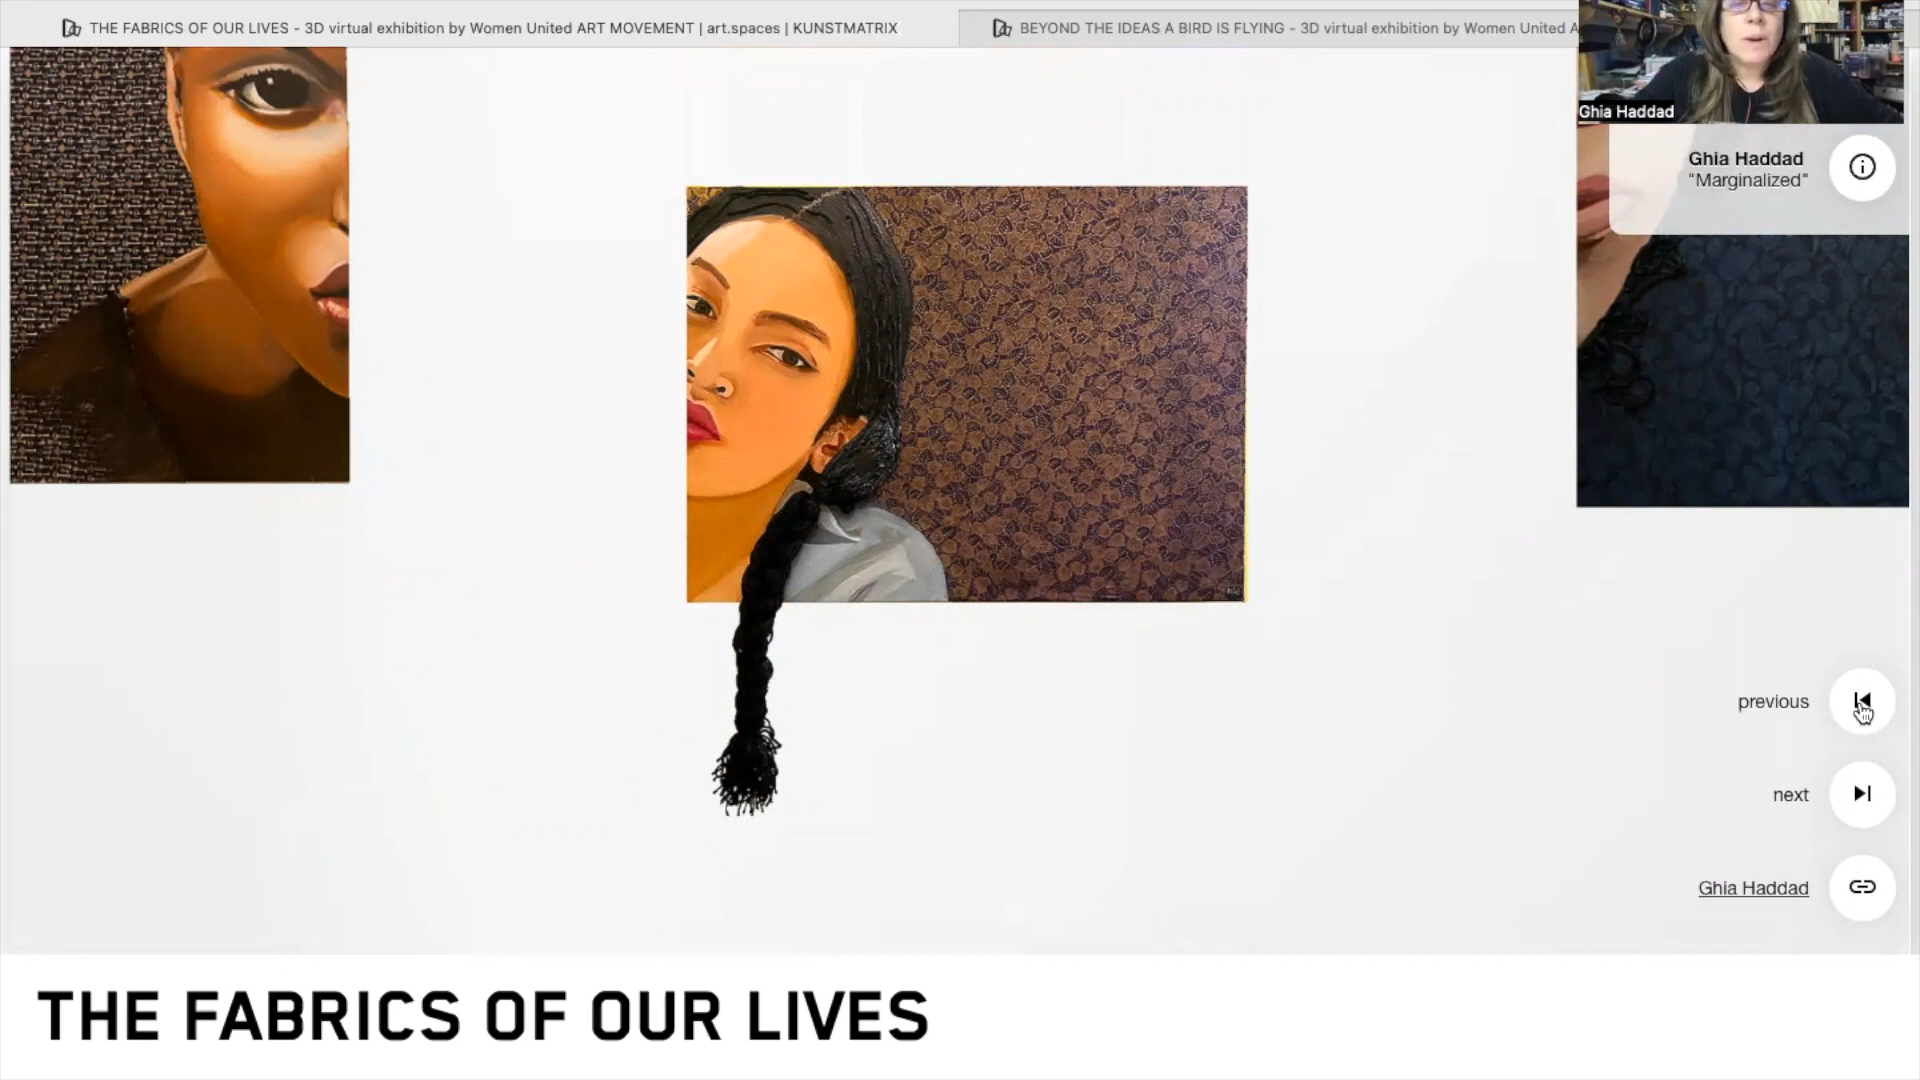 THE FABRICS OF OUR LIVES - 3D virtual exhibition by Women United ART MOVEMENT | art.spaces | KUNSTMATRIX
BEYOND THE IDEAS A BIRD IS FLYING - 3D virtual exhibition by Women United A
Ghia Haddad
Ghia Haddad
"Marginalized"
previous
next
Ghia Haddad
THE FABRICS OF OUR LIVES